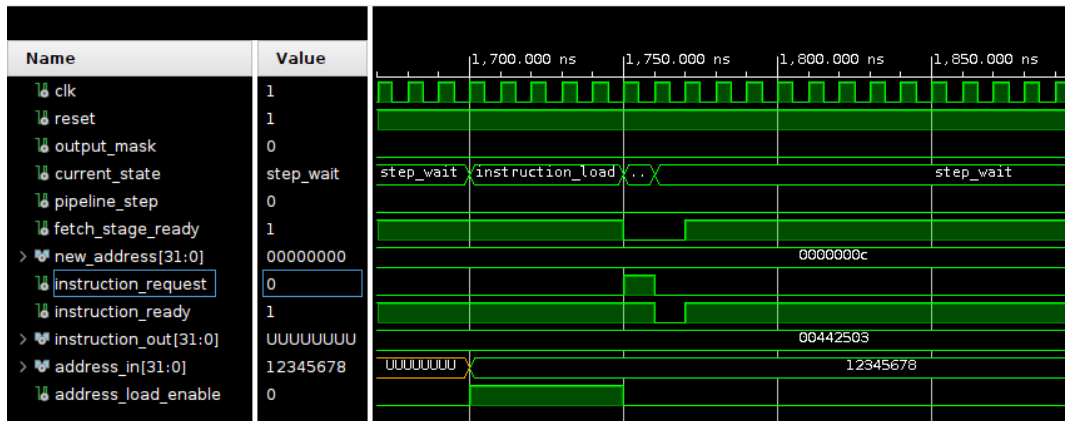 Name Value 1,700.000 ns 1,750.000 ns 1,800.000 ns 1,850.000 ns
clk 1
reset 1
output_mask 0
current_state step_wait step_wait instruction_load .. step_wait
pipeline_step 0
fetch_stage_ready 1
> new_address[31:0] 00000000 0000000c
instruction_request 0
instruction_ready 1
> instruction_out[31:0] UUUUUUUU 00442503
> address_in[31:0] 12345678 UUUUUUUU 12345678
address_load_enable 0